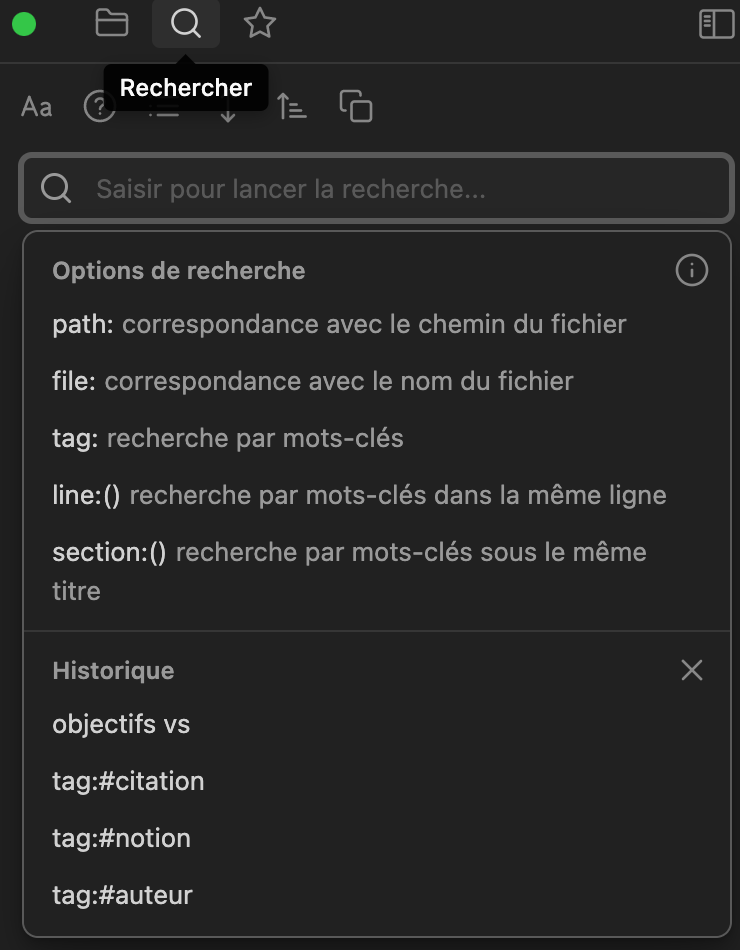 Rechercher
Aa
Saisir pour lancer la recherche...
Options de recherche
path: correspondance avec le chemin du fichier
file: correspondance avec le nom du fichier
tag: recherche par mots-clés
line:() recherche par mots-clés dans la même ligne
section:() recherche par mots-clés sous le même
titre
Historique
objectifs vs
tag:#citation
tag:#notion
tag:#auteur